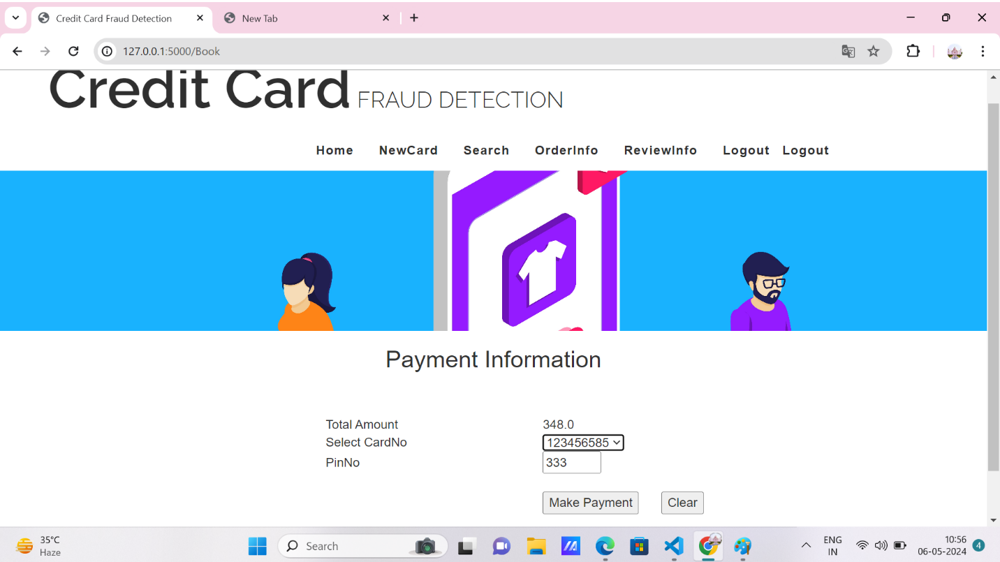 Credit Card Fraud Detection
New Tab
127.0.0.1:5000/Book
Credit Card FRAUD DETECTION
Home NewCard Search OrderInfo ReviewInfo Logout Logout
Payment Information
Total Amount 348.0
Select CardNo 123456585
PinNo 333
Make Payment Clear
35°C
Haze
Search
ENG
IN
10:56
06-05-2024
4